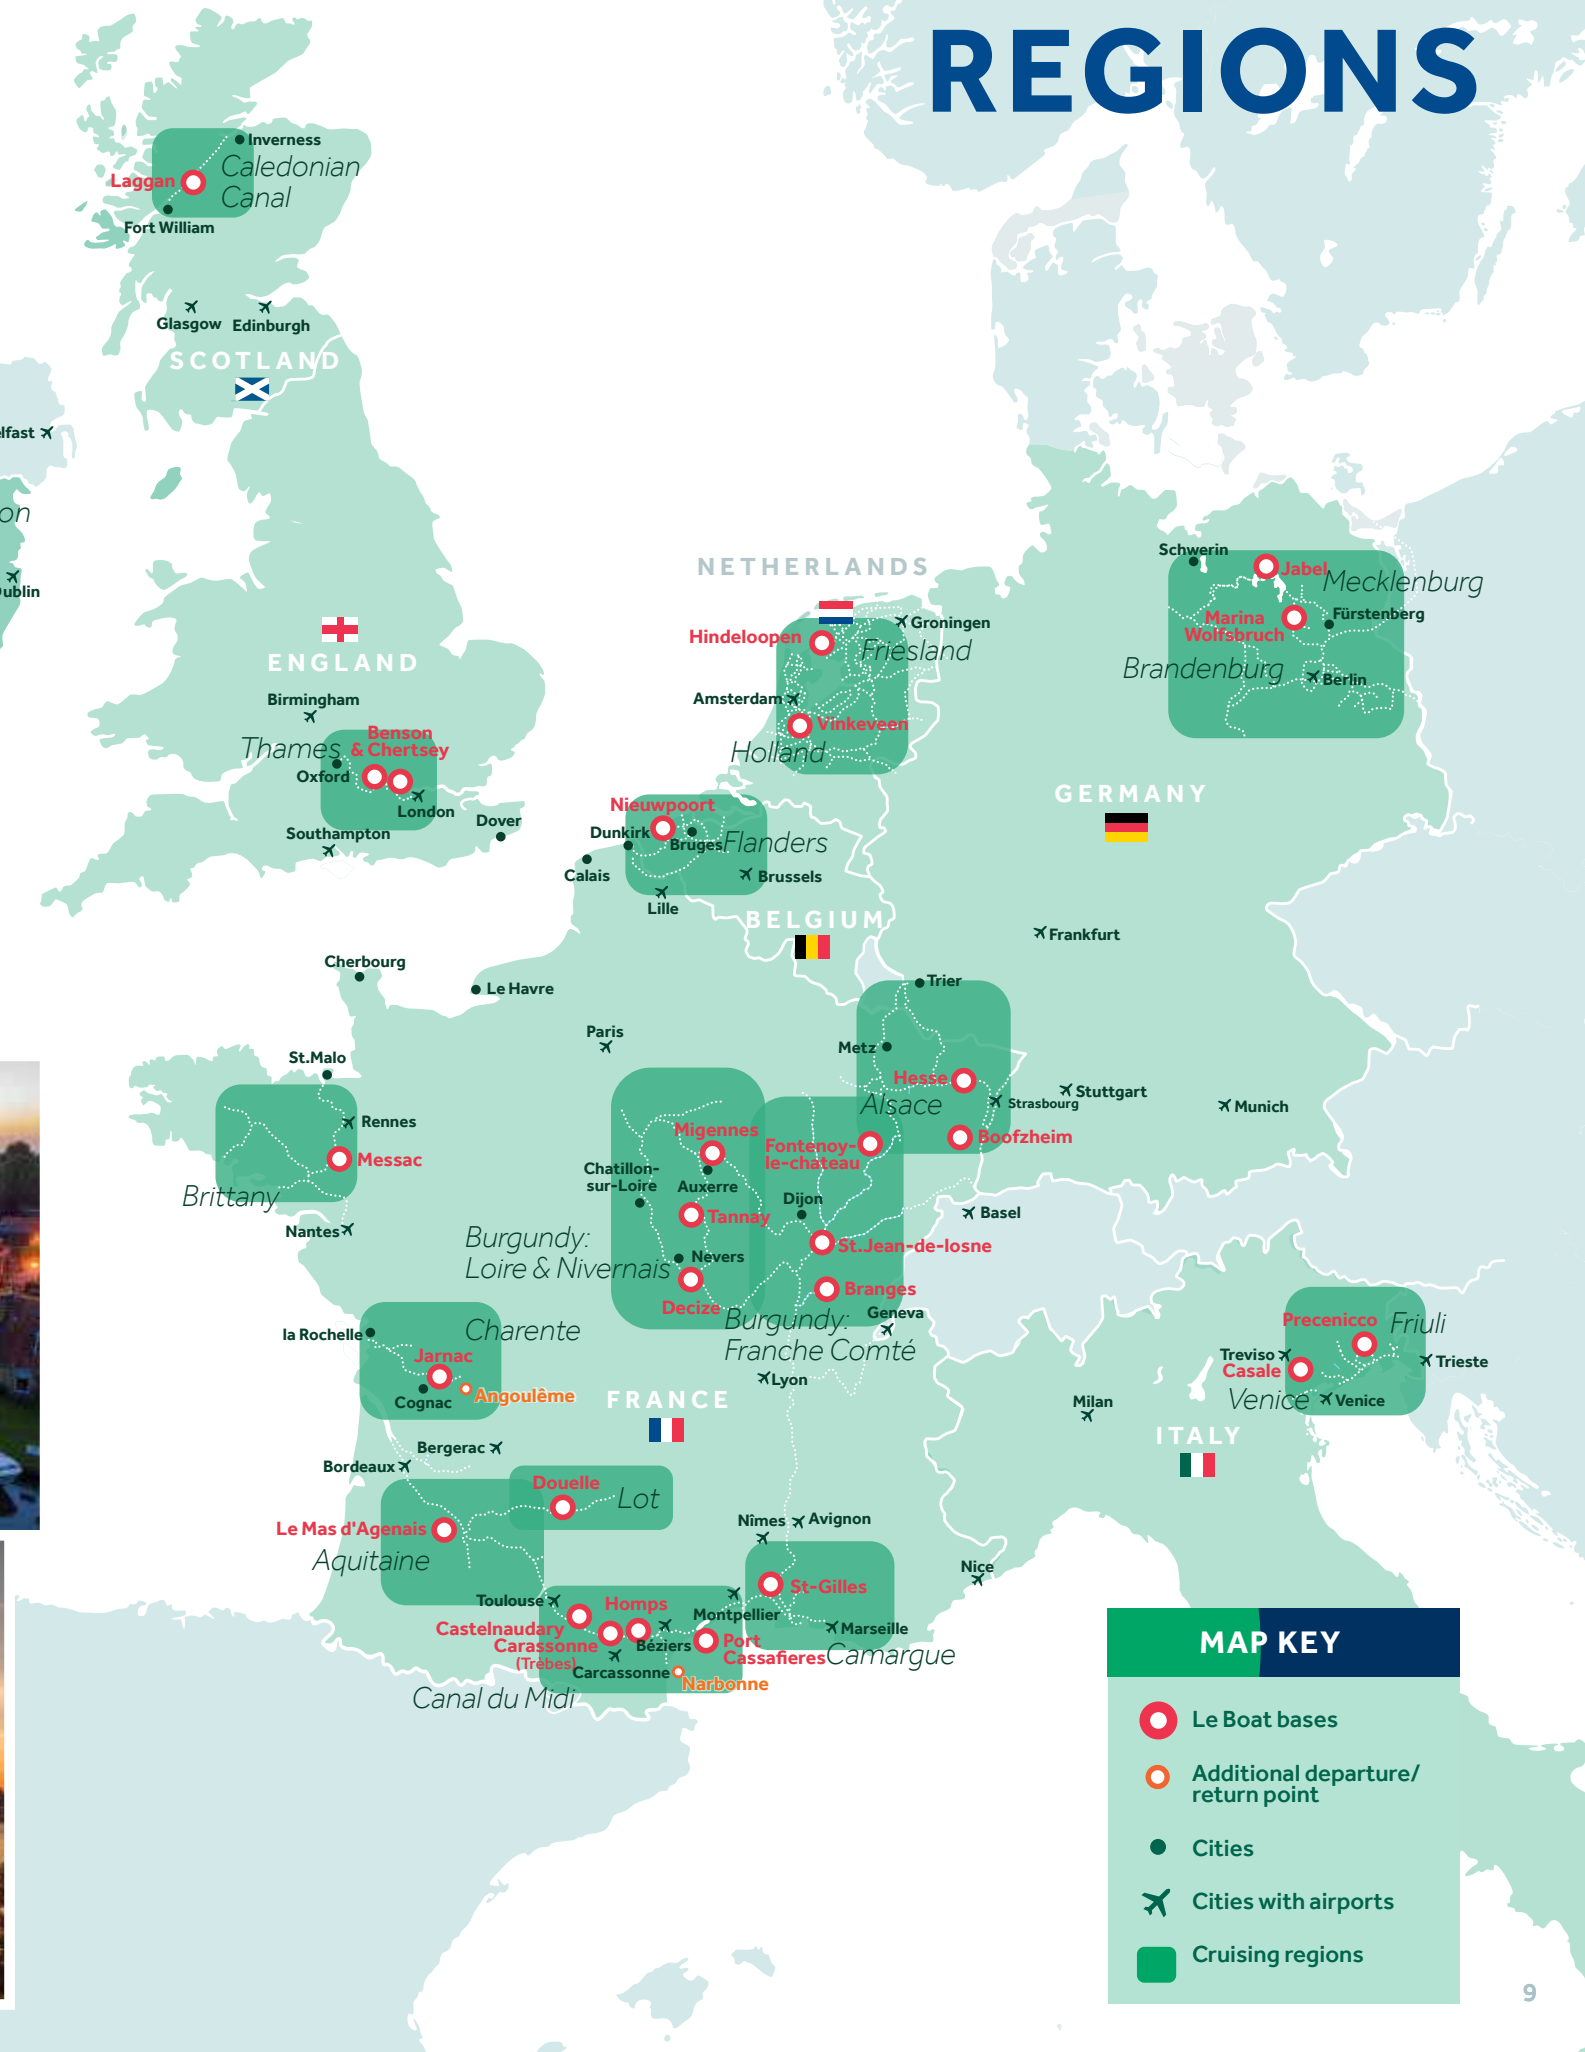 REGIONS
Inverness
Caledonian
Canal
Laggan
Fort William
Glasgow
Edinburgh
SCOTLAND
lfast
on
ublin
ENGLAND
Birmingham
Thames
Benson
& Chertsey
Oxford
London
Southampton
Dover
NETHERLANDS
Groningen
Hindeloopen
Friesland
Amsterdam
Vinkeveen
Holland
Schwerin
Jabel
Mecklenburg
Marina
Wolfsbruch
Fürstenberg
Brandenburg
Berlin
GERMANY
Nieuwpoort
Dunkirk
Bruges
Flanders
Calais
Brussels
Lille
BELGIUM
Frankfurt
Cherbourg
Le Havre
Trier
Paris
Metz
St.Malo
Hesse
Alsace
Strasbourg
Stuttgart
Munich
Rennes
Messac
Brittany
Nantes
Migennes
Fontenoy-
le-chateau
Boofzheim
Chatillon-
sur-Loire
Auxerre
Dijon
Tannay
Basel
Burgundy:
Loire & Nivernais
Nevers
St.Jean-de-losne
Decize
Branges
Geneva
Burgundy:
Franche Comté
la Rochelle
Charente
Jarnac
Cognac
Angoulême
Lyon
FRANCE
Precenicco
Friuli
Treviso
Casale
Trieste
Venice
Venice
Milan
ITALY
Bergerac
Bordeaux
Douelle
Lot
Le Mas d'Agenais
Aquitaine
Nîmes
Avignon
Nice
St-Gilles
Toulouse
Homps
Montpellier
Marseille
Castelnaudary
Carassonne
(Trèbes)
Béziers
Port
Cassafieres
Camargue
Carcassonne
Narbonne
Canal du Midi
MAP KEY
Le Boat bases
Additional departure/
return point
Cities
Cities with airports
Cruising regions
9